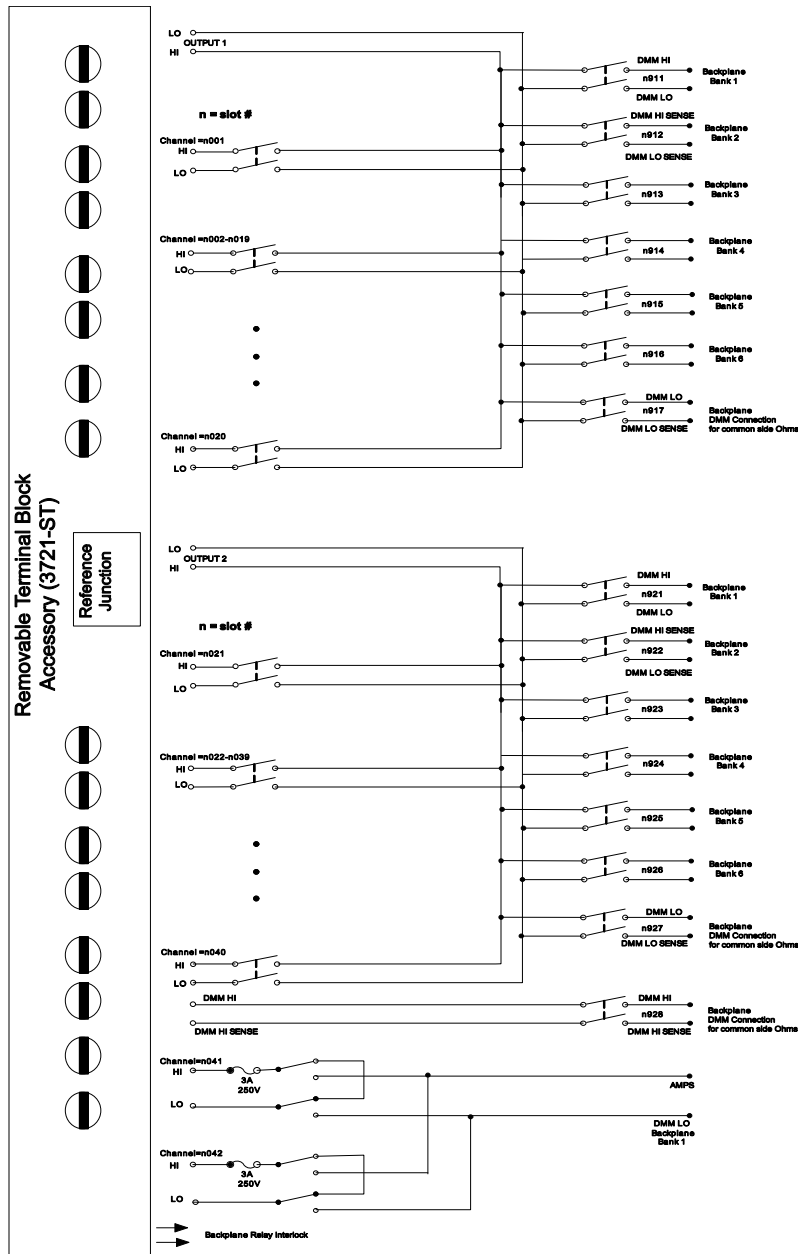 Removable Terminal Block
Accessory (3721-ST)
Reference
Junction
LO
OUTPUT 1
HI
n = slot #
Channel =n001
HI
LO
Channel =n002-n019
HI
LO
Channel =n020
HI
LO
DMM HI
n911
DMM LO
Backplane
Bank 1
DMM HI SENSE
n912
DMM LO SENSE
Backplane
Bank 2
n913
Backplane
Bank 3
n914
Backplane
Bank 4
n915
Backplane
Bank 5
n916
Backplane
Bank 6
DMM LO
n917
DMM LO SENSE
Backplane
DMM Connection
for common side Ohms
LO
OUTPUT 2
HI
n = slot #
Channel =n021
HI
LO
Channel =n022-n039
HI
LO
Channel =n040
HI
LO
DMM HI
n921
DMM LO
Backplane
Bank 1
DMM HI SENSE
n922
DMM LO SENSE
Backplane
Bank 2
n923
Backplane
Bank 3
n924
Backplane
Bank 4
n925
Backplane
Bank 5
n926
Backplane
Bank 6
DMM LO
n927
DMM LO SENSE
Backplane
DMM Connection
for common side Ohms
DMM HI
DMM HI SENSE
DMM HI
n928
DMM HI SENSE
Backplane
DMM Connection
for common side Ohms
Channel=n041
HI
3A
250V
LO
AMPS
DMM LO
Backplane
Bank 1
Channel=n042
HI
3A
250V
LO
Backplane Relay Interlock